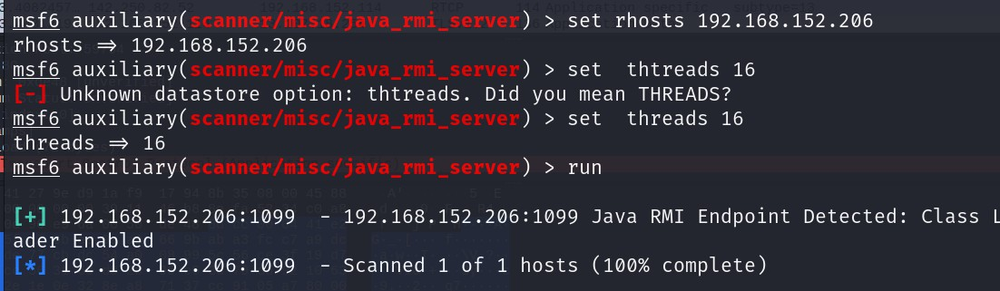 msf6 auxiliary(scanner/misc/java_rmi_server) > set rhosts 192.168.152.206
rhosts ⇒ 192.168.152.206
msf6 auxiliary(scanner/misc/java_rmi_server) > set  thtreads 16
[-] Unknown datastore option: thtreads. Did you mean THREADS?
msf6 auxiliary(scanner/misc/java_rmi_server) > set  threads 16
threads ⇒ 16
msf6 auxiliary(scanner/misc/java_rmi_server) > run
[+] 192.168.152.206:1099  - 192.168.152.206:1099 Java RMI Endpoint Detected: Class L
ader Enabled
[*] 192.168.152.206:1099  - Scanned 1 of 1 hosts (100% complete)